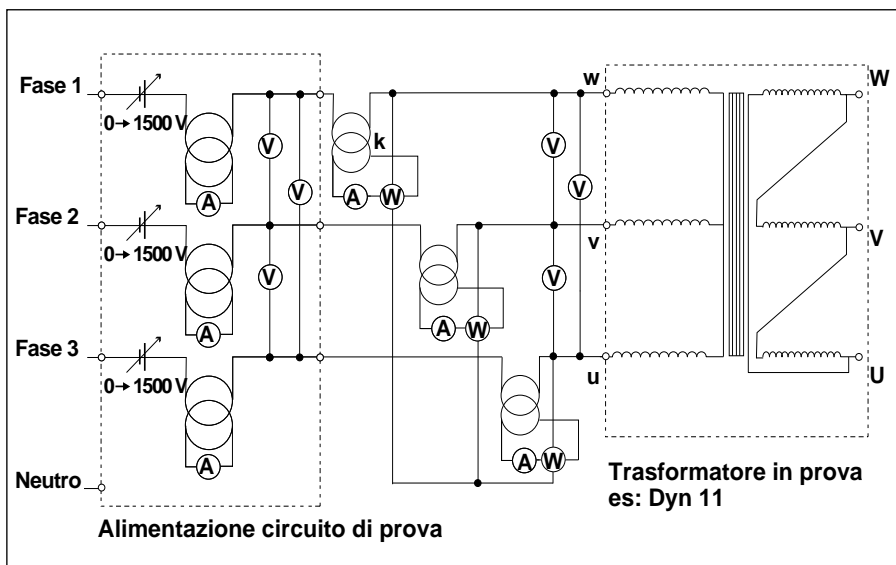 Fase 1
0→1500 V
A
V
V
k
A
W
w
V
V
W
Fase 2
0→1500 V
A
V
A
W
v
V
V
Fase 3
0→1500 V
A
A
W
u
U
Neutro
Alimentazione circuito di prova
Trasformatore in prova
es: Dyn 11